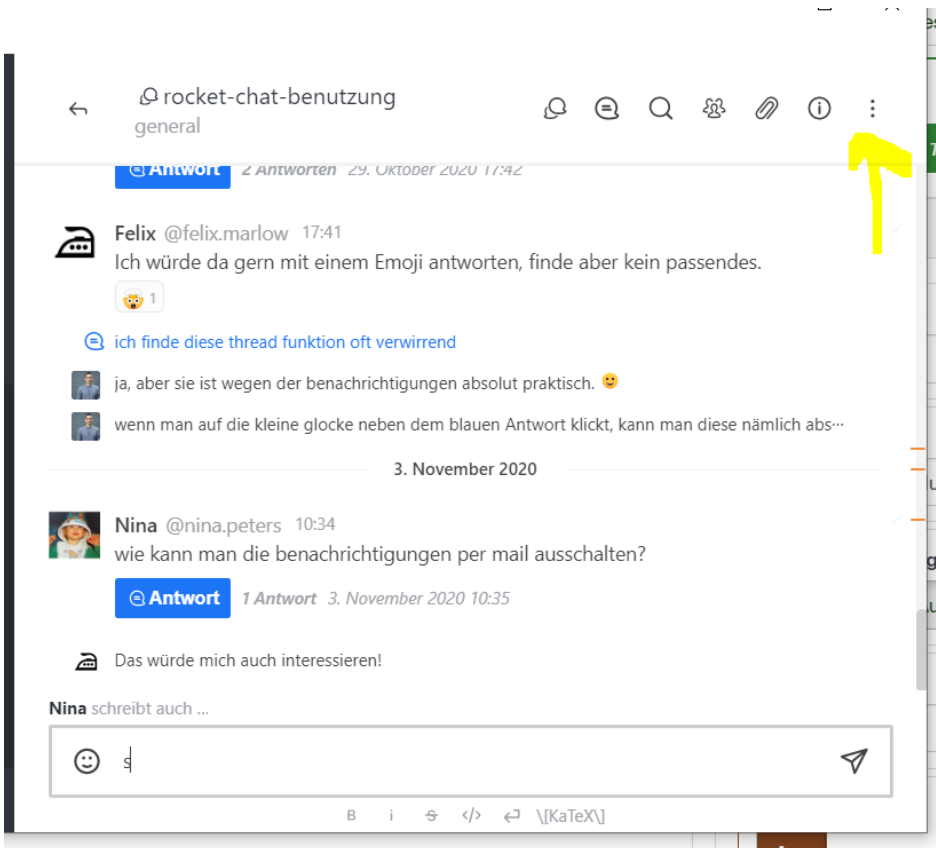 rocket-chat-benutzung
general
Antwort 2 Antworten 29. Oktober 2020 17:42
Felix @felix.marlow 17:41
Ich würde da gern mit einem Emoji antworten, finde aber kein passendes.
1
ich finde diese thread funktion oft verwirrend
ja, aber sie ist wegen der benachrichtigungen absolut praktisch.
wenn man auf die kleine glocke neben dem blauen Antwort klickt, kann man diese nämlich abs···
3. November 2020
Nina @nina.peters 10:34
wie kann man die benachrichtigungen per mail ausschalten?
Antwort 1 Antwort 3. November 2020 10:35
Das würde mich auch interessieren!
Nina schreibt auch ...
s
B i S </> \[KaTeX\]